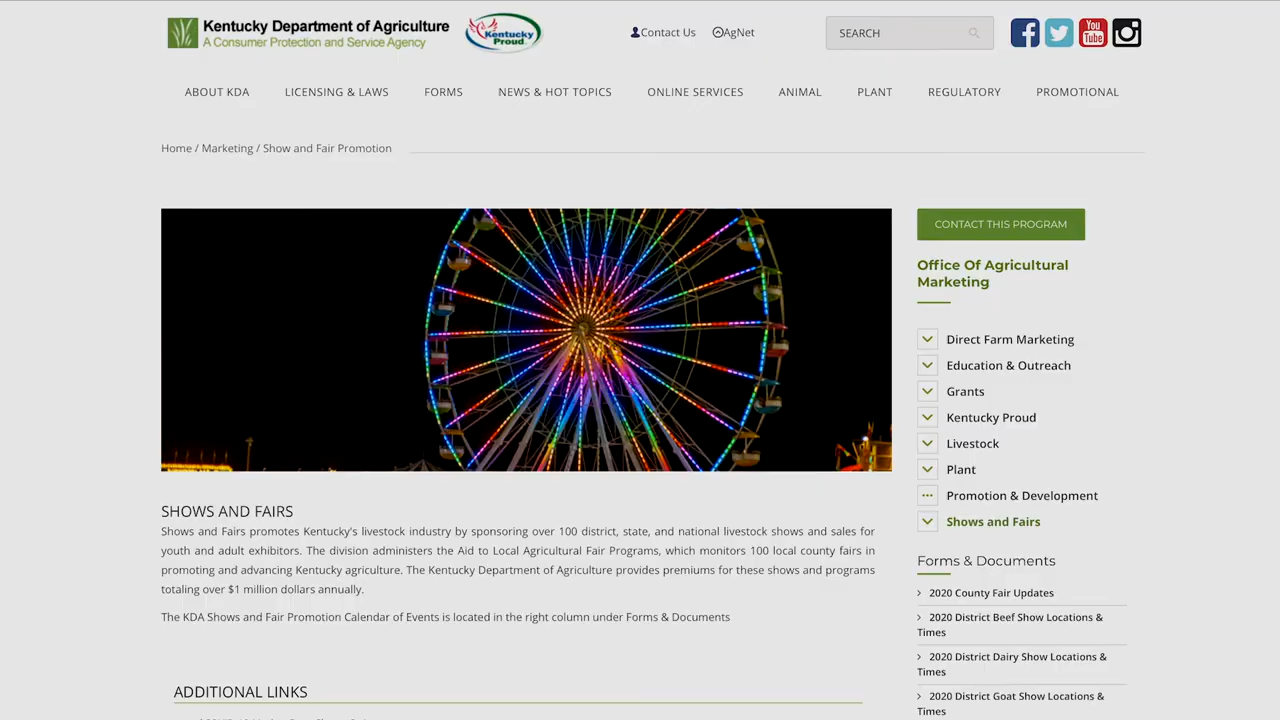 Kentucky Department of Agriculture
A Consumer Protection and Service Agency
Kentucky
Proud
Contact Us
AgNet
SEARCH
You
Tube
ABOUT KDA
LICENSING & LAWS
FORMS
NEWS & HOT TOPICS
ONLINE SERVICES
ANIMAL
PLANT
REGULATORY
PROMOTIONAL
Home / Marketing / Show and Fair Promotion
SHOWS AND FAIRS
Shows and Fairs promotes Kentucky's livestock industry by sponsoring over 100 district, state, and national livestock shows and sales for
youth and adult exhibitors. The division administers the Aid to Local Agricultural Fair Programs, which monitors 100 local county fairs in
promoting and advancing Kentucky agriculture. The Kentucky Department of Agriculture provides premiums for these shows and programs
totaling over $1 million dollars annually.
The KDA Shows and Fair Promotion Calendar of Events is located in the right column under Forms & Documents
ADDITIONAL LINKS
CONTACT THIS PROGRAM
Office Of Agricultural
Marketing
Direct Farm Marketing
Education & Outreach
Grants
Kentucky Proud
Livestock
Plant
Promotion & Development
Shows and Fairs
Forms & Documents
2020 County Fair Updates
2020 District Beef Show Locations &
Times
2020 District Dairy Show Locations &
Times
2020 District Goat Show Locations &
Times